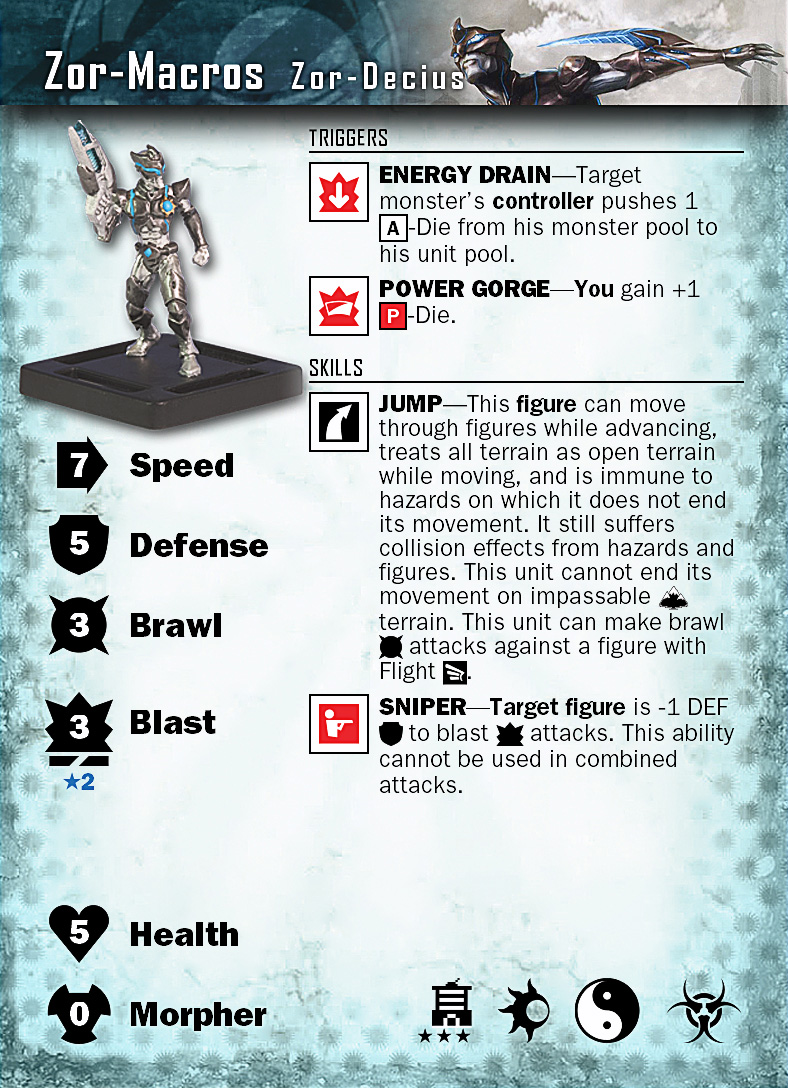 Zor-Macros Zor-Decius
TRIGGERS
ENERGY DRAIN—Target
monster's controller pushes 1
A-Die from his monster pool to
his unit pool.
POWER GORGE—You gain +1
P-Die.
SKILLS
JUMP—This figure can move
through figures while advancing,
treats all terrain as open terrain
while moving, and is immune to
hazards on which it does not end
its movement. It still suffers
collision effects from hazards and
figures. This unit cannot end its
movement on impassable
terrain. This unit can make brawl
attacks against a figure with
Flight .
SNIPER—Target figure is -1 DEF
to blast attacks. This ability
cannot be used in combined
attacks.
7 Speed
5 Defense
3 Brawl
3 Blast
★2
5 Health
0 Morpher
★★★